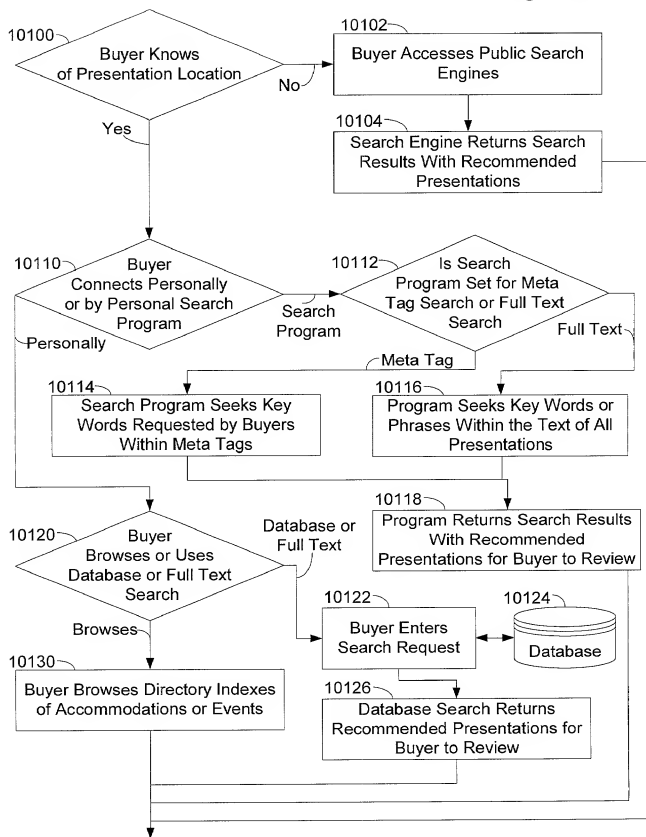 10100
Buyer Knows
of Presentation Location
No
Yes
10102
Buyer Accesses Public Search
Engines
10104
Search Engine Returns Search
Results With Recommended
Presentations
10110
Buyer
Connects Personally
or by Personal Search
Program
Search
Program
Personally
10112
Is Search
Program Set for Meta
Tag Search or Full Text
Search
Full Text
Meta Tag
10114
Search Program Seeks Key
Words Requested by Buyers
Within Meta Tags
10116
Program Seeks Key Words or
Phrases Within the Text of All
Presentations
10118
Program Returns Search Results
With Recommended
Presentations for Buyer to Review
10120
Buyer
Browses or Uses
Database or Full Text
Search
Database or
Full Text
Browses
10122
Buyer Enters
Search Request
10124
Database
10126
Database Search Returns
Recommended Presentations for
Buyer to Review
10130
Buyer Browses Directory Indexes
of Accommodations or Events